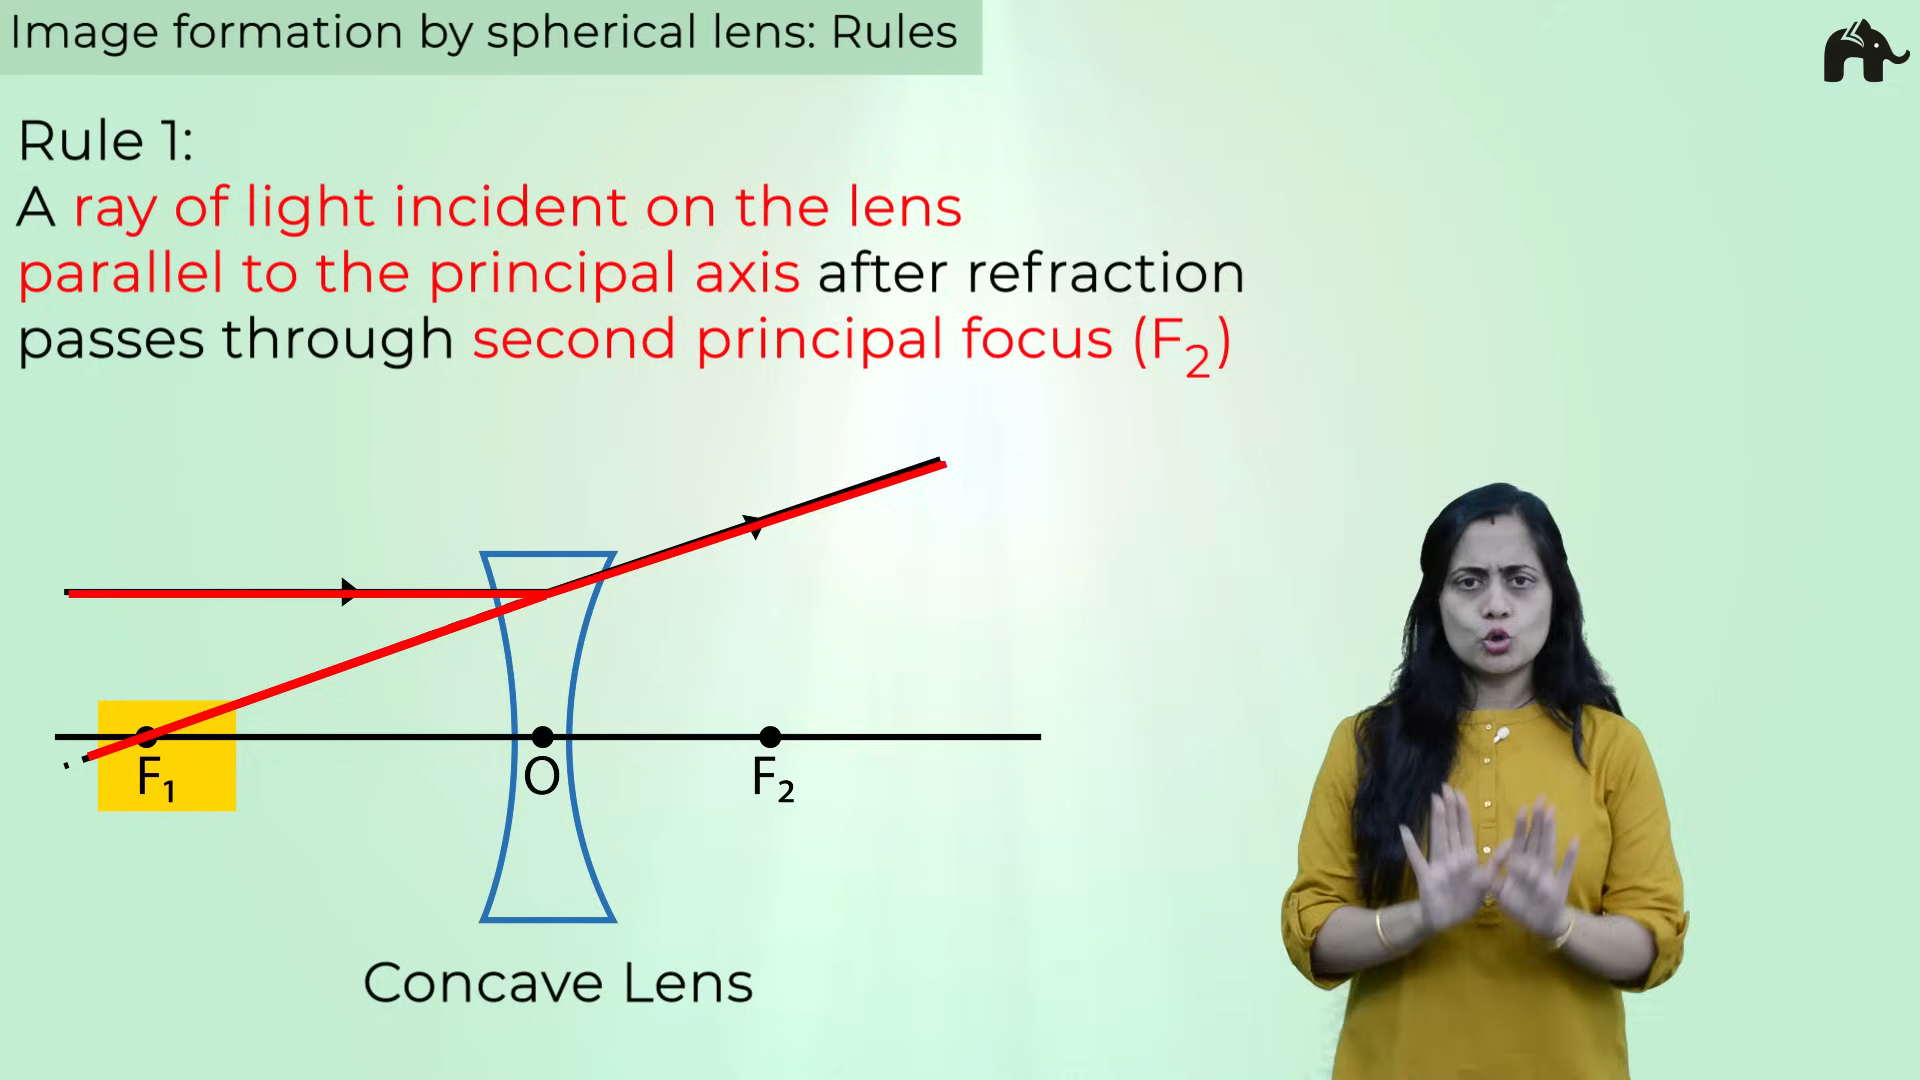 Image formation by spherical lens: Rules
Rule 1:
A ray of light incident on the lens
parallel to the principal axis after refraction
passes through second principal focus (F₂)
F₁
O
F₂
Concave Lens